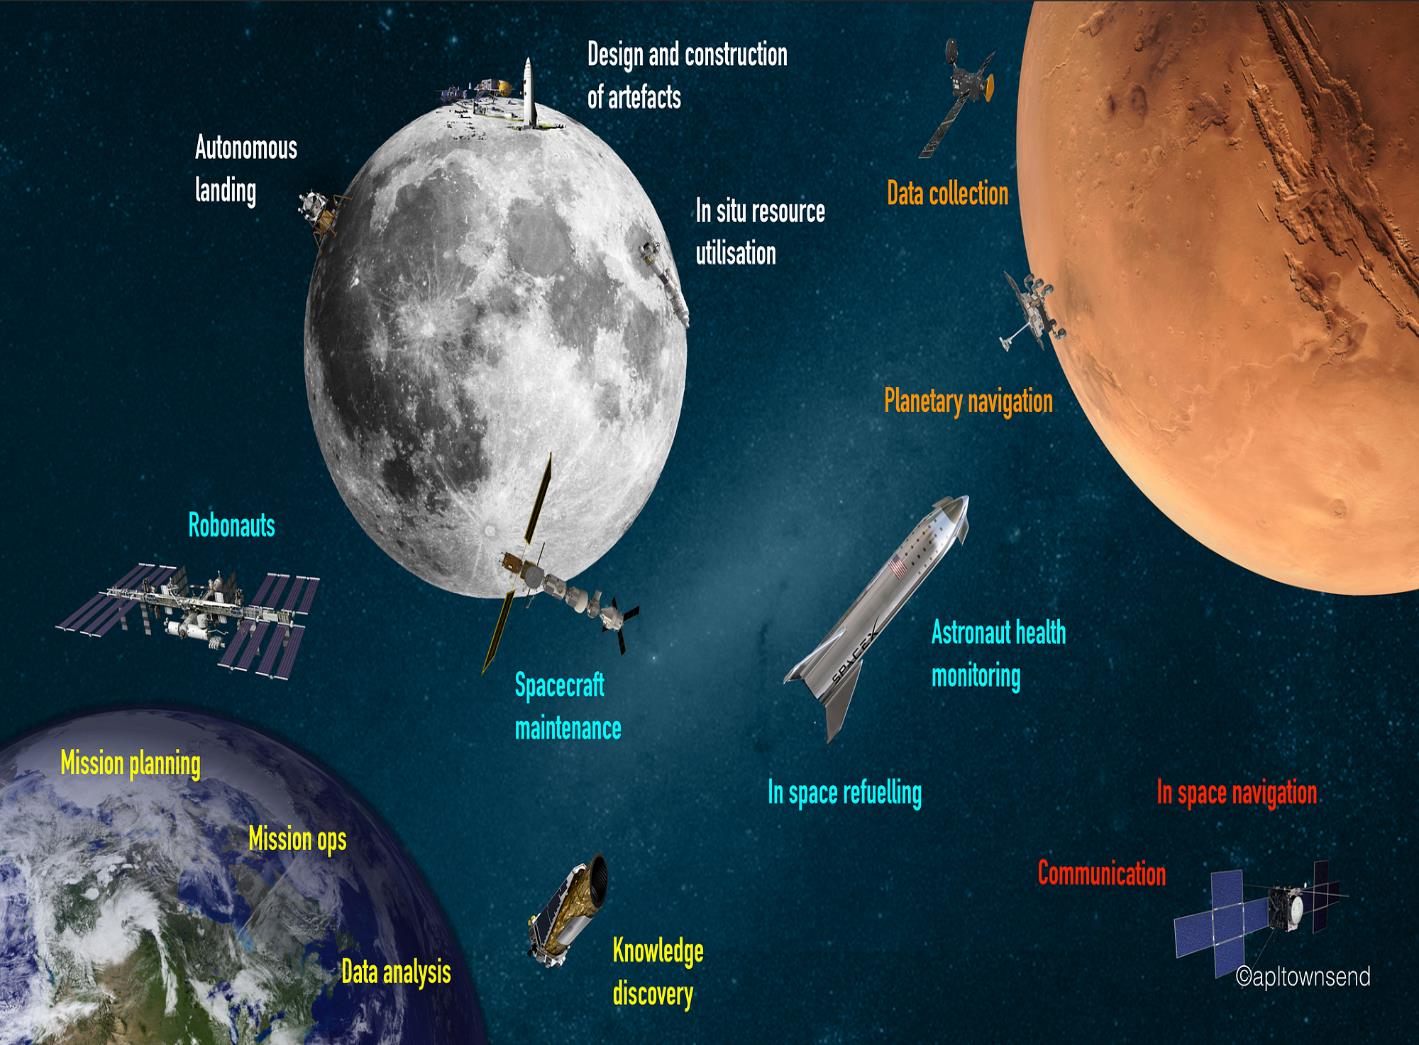 Design and construction
of artefacts
Autonomous
landing
In situ resource
utilisation
Data collection
Planetary navigation
Robonauts
Spacecraft
maintenance
SPACEX
Astronaut health
monitoring
In space refuelling
In space navigation
Communication
Mission planning
Mission ops
Data analysis
Knowledge
discovery
©apltownsend